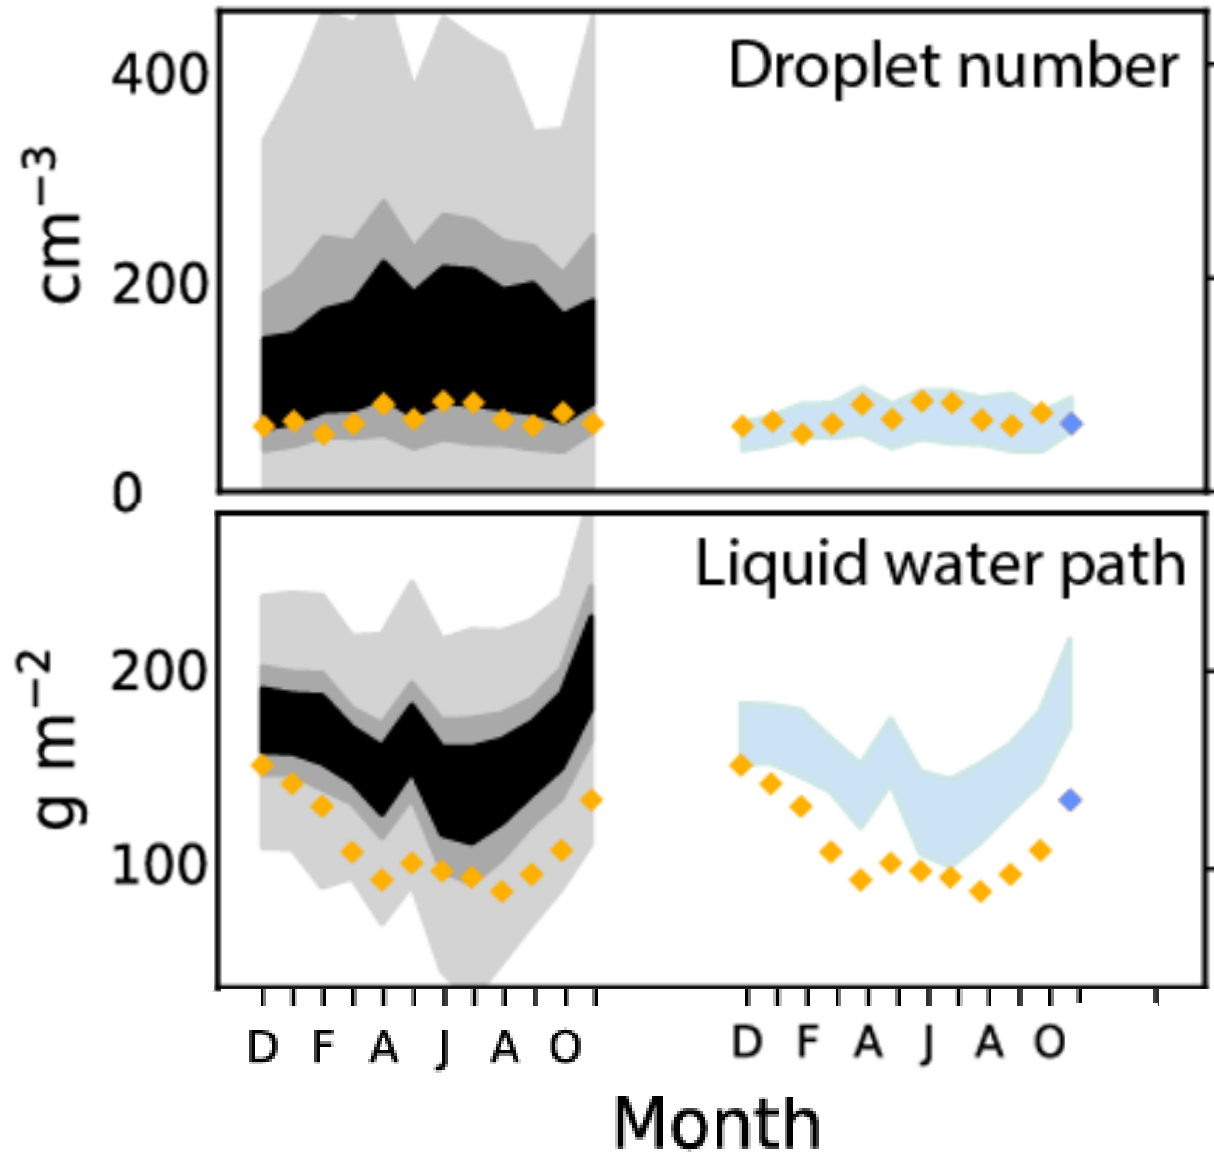 Droplet number
400
200
0
cm⁻³
Liquid water path
200
100
g m⁻²
D F A J A O D F A J A O
Month